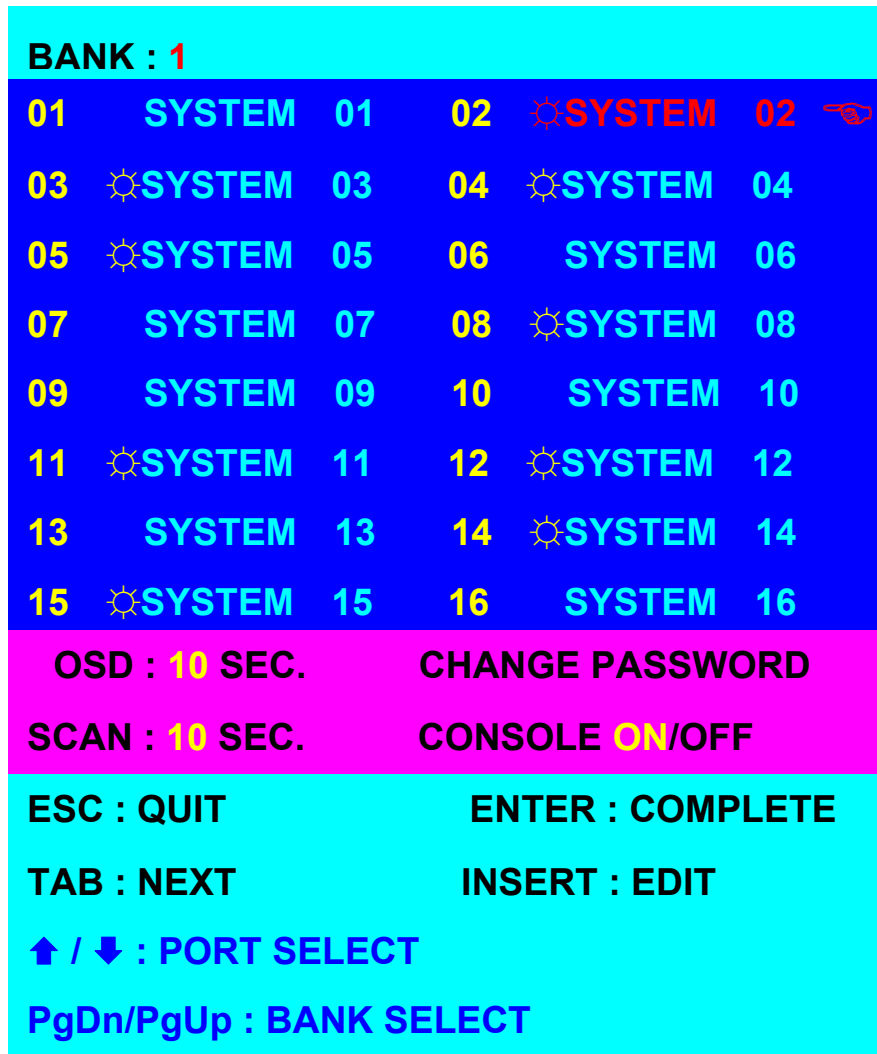 BANK : 1
01 SYSTEM 01 02 ☼SYSTEM 02 ☜
03 ☼SYSTEM 03 04 ☼SYSTEM 04
05 ☼SYSTEM 05 06 SYSTEM 06
07 SYSTEM 07 08 ☼SYSTEM 08
09 SYSTEM 09 10 SYSTEM 10
11 ☼SYSTEM 11 12 ☼SYSTEM 12
13 SYSTEM 13 14 ☼SYSTEM 14
15 ☼SYSTEM 15 16 SYSTEM 16
OSD : 10 SEC. CHANGE PASSWORD
SCAN : 10 SEC. CONSOLE ON/OFF
ESC : QUIT ENTER : COMPLETE
TAB : NEXT INSERT : EDIT
🡅 / 🡇 : PORT SELECT
PgDn/PgUp : BANK SELECT